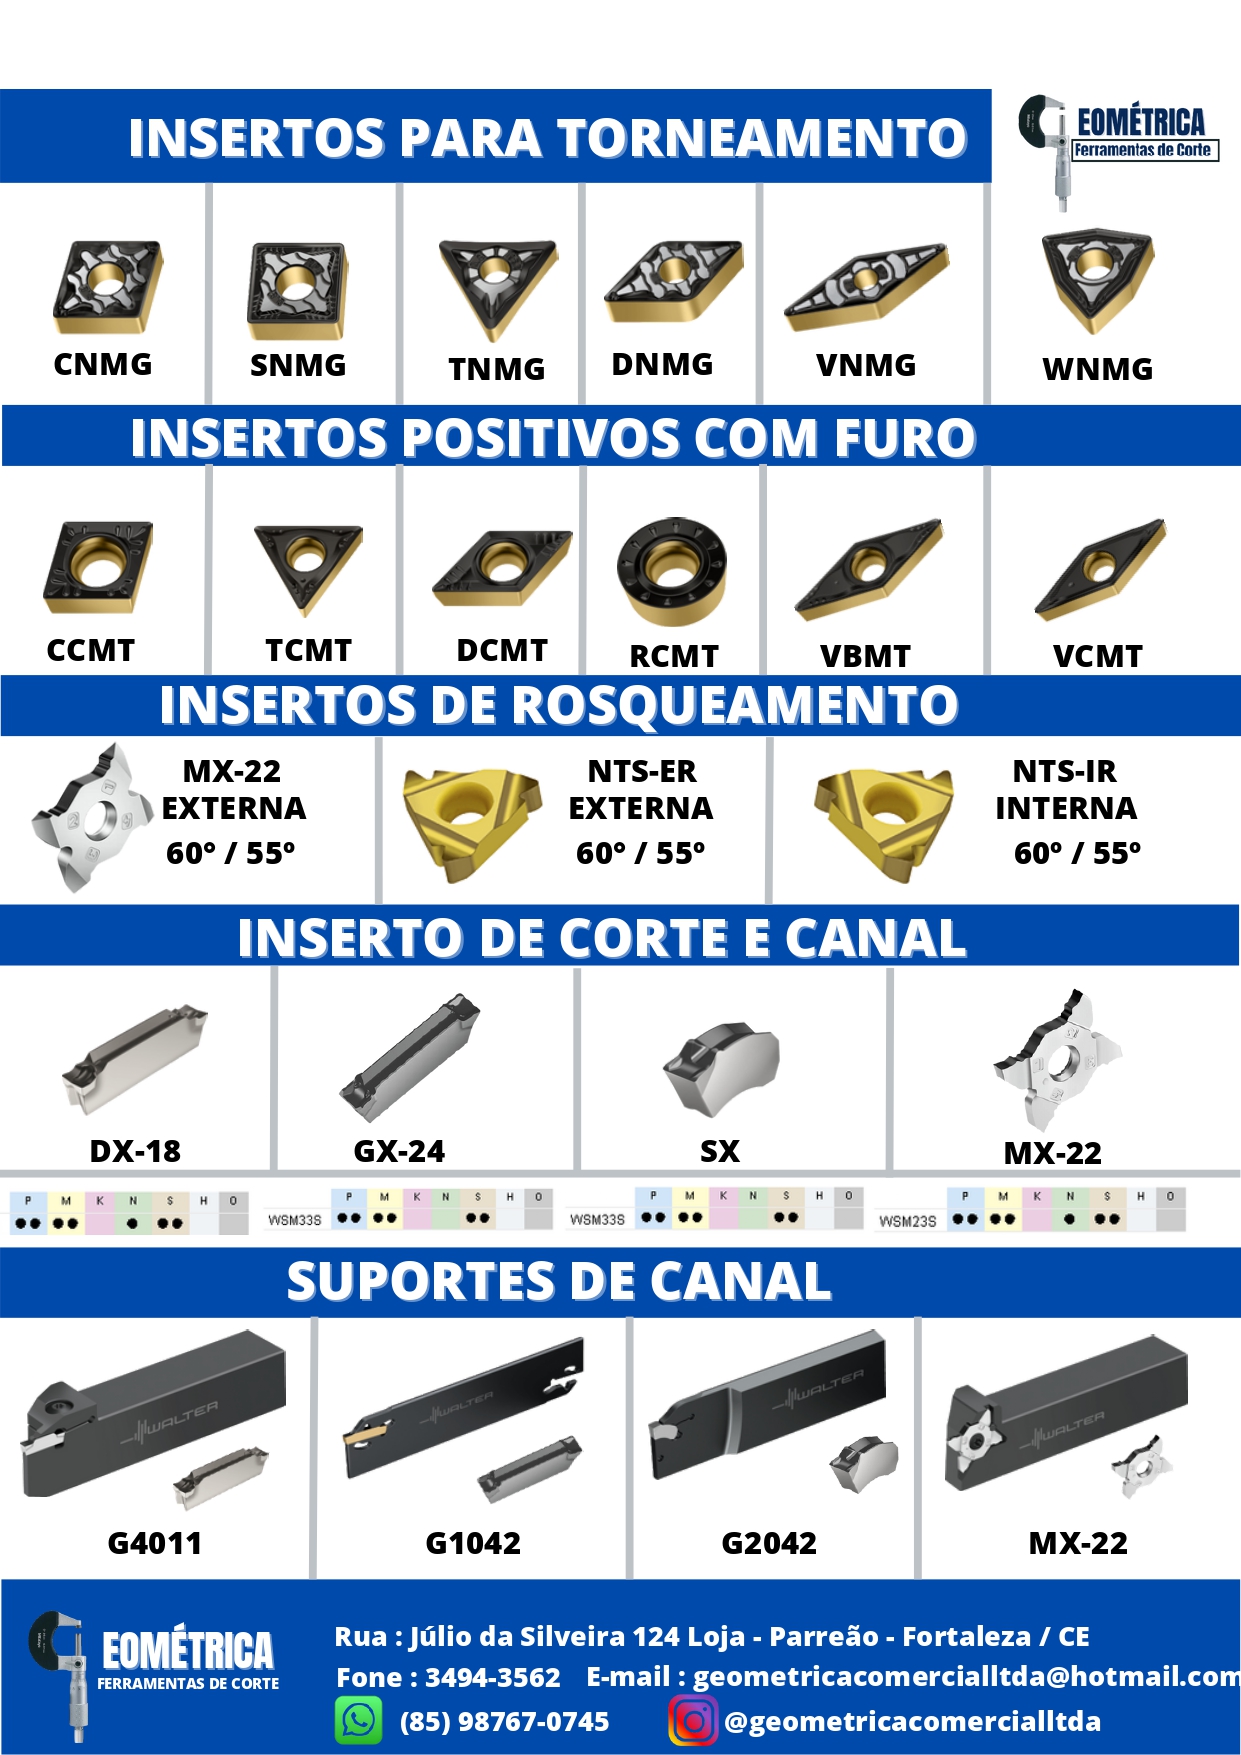 INSERTOS PARA TORNEAMENTO
EOMÉTRICA
Ferramentas de Corte
CNMG
SNMG
TNMG
DNMG
VNMG
WNMG
INSERTOS POSITIVOS COM FURO
CCMT
TCMT
DCMT
RCMT
VBMT
VCMT
INSERTOS DE ROSQUEAMENTO
MX-22
EXTERNA
60° / 55º
NTS-ER
EXTERNA
60º / 55º
NTS-IR
INTERNA
60º / 55º
INSERTO DE CORTE E CANAL
DX-18
GX-24
SX
MX-22
P M K N S H O
WSM33S P M K N S H O
WSM33S P M K N S H O
WSM23S P M K N S H O
SUPORTES DE CANAL
WALTER
WALTER
WALTER
WALTER
G4011
G1042
G2042
MX-22
EOMÉTRICA
FERRAMENTAS DE CORTE
Rua : Júlio da Silveira 124 Loja - Parreão - Fortaleza / CE
Fone : 3494-3562 E-mail : geometricacomercialltda@hotmail.com
(85) 98767-0745 @geometricacomercialltda